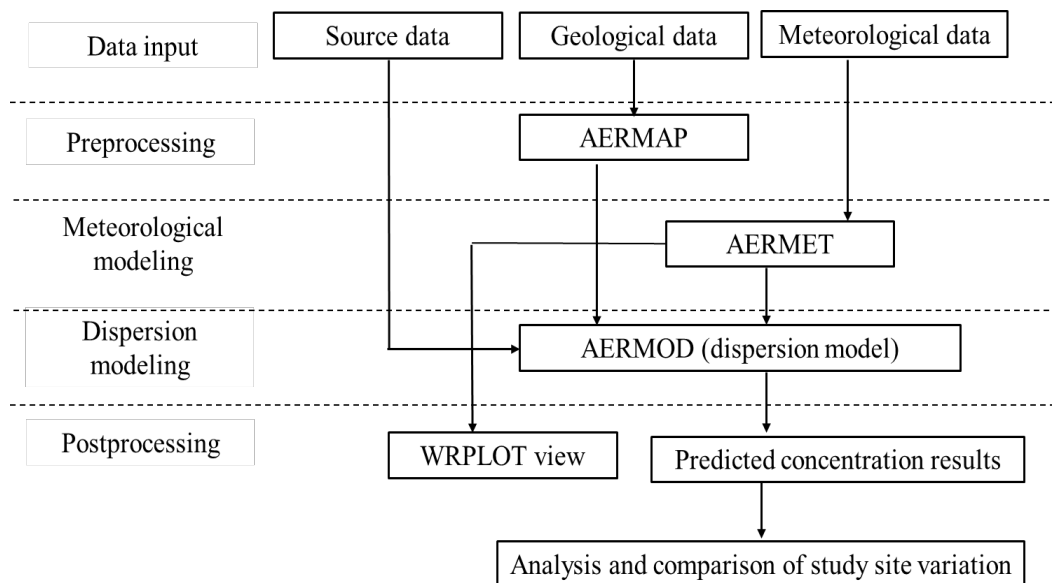 Data input
Source data
Geological data
Meteorological data
Preprocessing
AERMAP
Meteorological
modeling
AERMET
Dispersion
modeling
AERMOD (dispersion model)
Postprocessing
WRPLOT view
Predicted concentration results
Analysis and comparison of study site variation